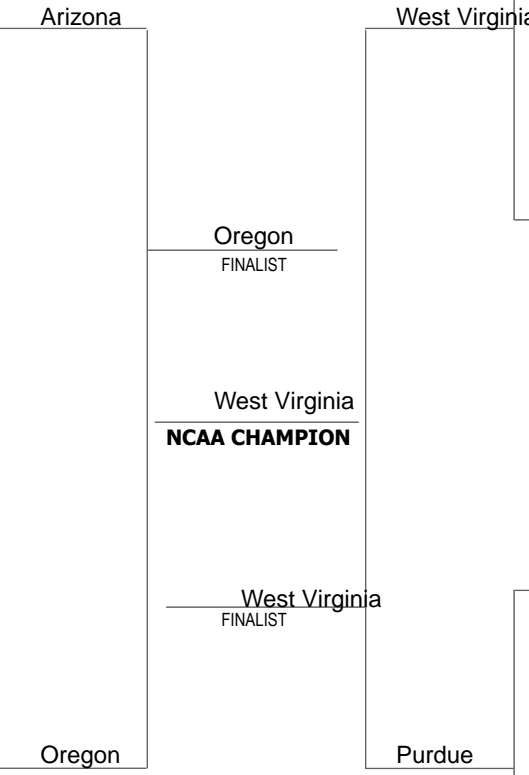 Arizona
West Virginia
Oregon
FINALIST
West Virginia
NCAA CHAMPION
West Virginia
FINALIST
Oregon
Purdue